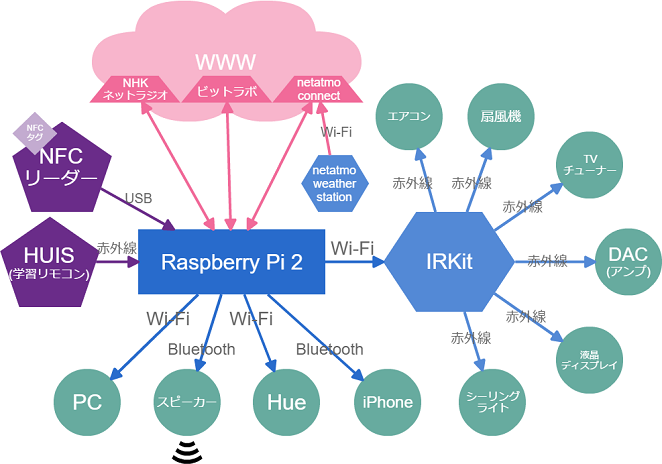 WWW
NHK
ネットラジオ
ビットラボ
netatmo
connect
Wi-Fi
netatmo
weather
station
NFC
タグ
NFC
リーダー
USB
HUIS
(学習リモコン)
赤外線
Raspberry Pi 2
Wi-Fi
IRKit
エアコン
赤外線
扇風機
赤外線
TV
チューナー
赤外線
DAC
(アンプ)
赤外線
液晶
ディスプレイ
赤外線
シーリング
ライト
赤外線
Wi-Fi
Bluetooth
Wi-Fi
Bluetooth
PC
スピーカー
Hue
iPhone